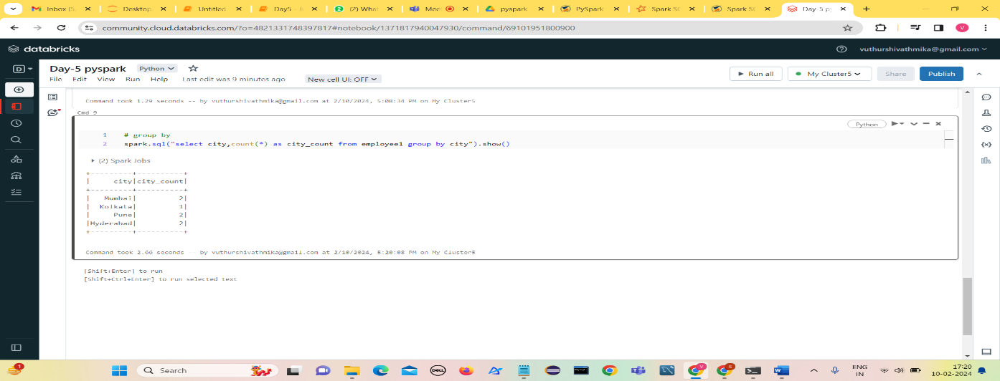 Inbox (5, Desktop Untitled Day5 - J (2) What Meet pyspark PySpark Spark SC Spark SC Day-5 py
community.cloud.databricks.com/?o=4821331748397817#notebook/1371817940047930/command/69101951800900 V
databricks vuthurshivathmika@gmail.com
D Day-5 pyspark Python
File Edit View Run Help Last edit was 9 minutes ago New cell UI: OFF Run all My Cluster5 Share Publish
Command took 1.29 seconds -- by vuthurshivathmika@gmail.com at 2/10/2024, 5:08:34 PM on My Cluster5
Cmd 9
Python
1 # group by
2 spark.sql("select city,count(*) as city_count from employee1 group by city").show()
(2) Spark Jobs
+---------+----------+
|     city|city_count|
+---------+----------+
|   Mumbai|         2|
|  Kolkata|         1|
|     Pune|         2|
|Hyderabad|         2|
+---------+----------+
Command took 2.66 seconds -- by vuthurshivathmika@gmail.com at 2/10/2024, 5:20:08 PM on My Cluster5
[Shift+Enter] to run
[Shift+Ctrl+Enter] to run selected text
1 Search DELL V 5 ENG 17:20
IN 10-02-2024